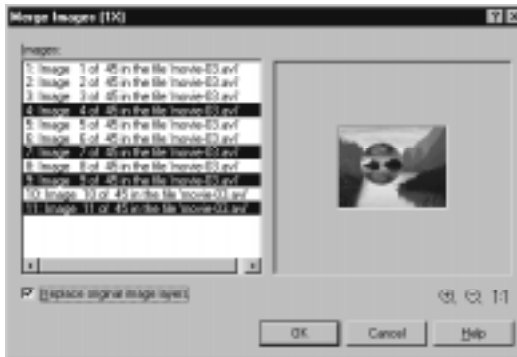 Merge Images (1X)
Images:
1: Image 1 of 45 in the file 'movie-03.avi'
2: Image 2 of 45 in the file 'movie-03.avi'
3: Image 3 of 45 in the file 'movie-03.avi'
4: Image 4 of 45 in the file 'movie-03.avi'
5: Image 5 of 45 in the file 'movie-03.avi'
6: Image 6 of 45 in the file 'movie-03.avi'
7: Image 7 of 45 in the file 'movie-03.avi'
8: Image 8 of 45 in the file 'movie-03.avi'
9: Image 9 of 45 in the file 'movie-03.avi'
10: Image 10 of 45 in the file 'movie-03.avi'
11: Image 11 of 45 in the file 'movie-03.avi'
Replace original image layers
1:1
OK Cancel Help